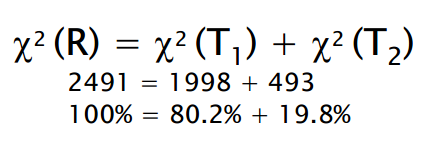 χ² (R) = χ² (T₁) + χ² (T₂)
2491 = 1998 + 493
100% = 80.2% + 19.8%